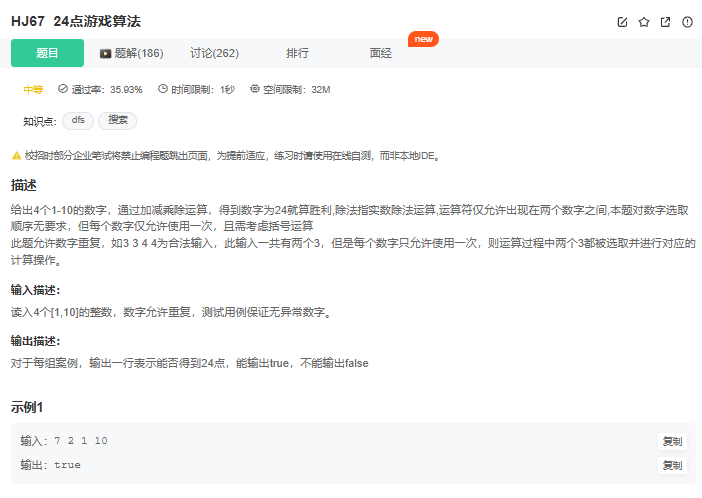 HJ67 24点游戏算法
new
题目 题解(186) 讨论(262) 排行 面经
中等 通过率：35.93% 时间限制：1秒 空间限制：32M
知识点： dfs 搜索
校招时部分企业笔试将禁止编程题跳出页面，为提前适应，练习时请使用在线自测，而非本地IDE。
描述
给出4个1-10的数字，通过加减乘除运算，得到数字为24就算胜利,除法指实数除法运算,运算符仅允许出现在两个数字之间,本题对数字选取
顺序无要求，但每个数字仅允许使用一次，且需考虑括号运算
此题允许数字重复，如3 3 4 4为合法输入，此输入一共有两个3，但是每个数字只允许使用一次，则运算过程中两个3都被选取并进行对应的
计算操作。
输入描述：
读入4个[1,10]的整数，数字允许重复，测试用例保证无异常数字。
输出描述：
对于每组案例，输出一行表示能否得到24点，能输出true，不能输出false
示例1
输入：7 2 1 10 复制
输出：true 复制